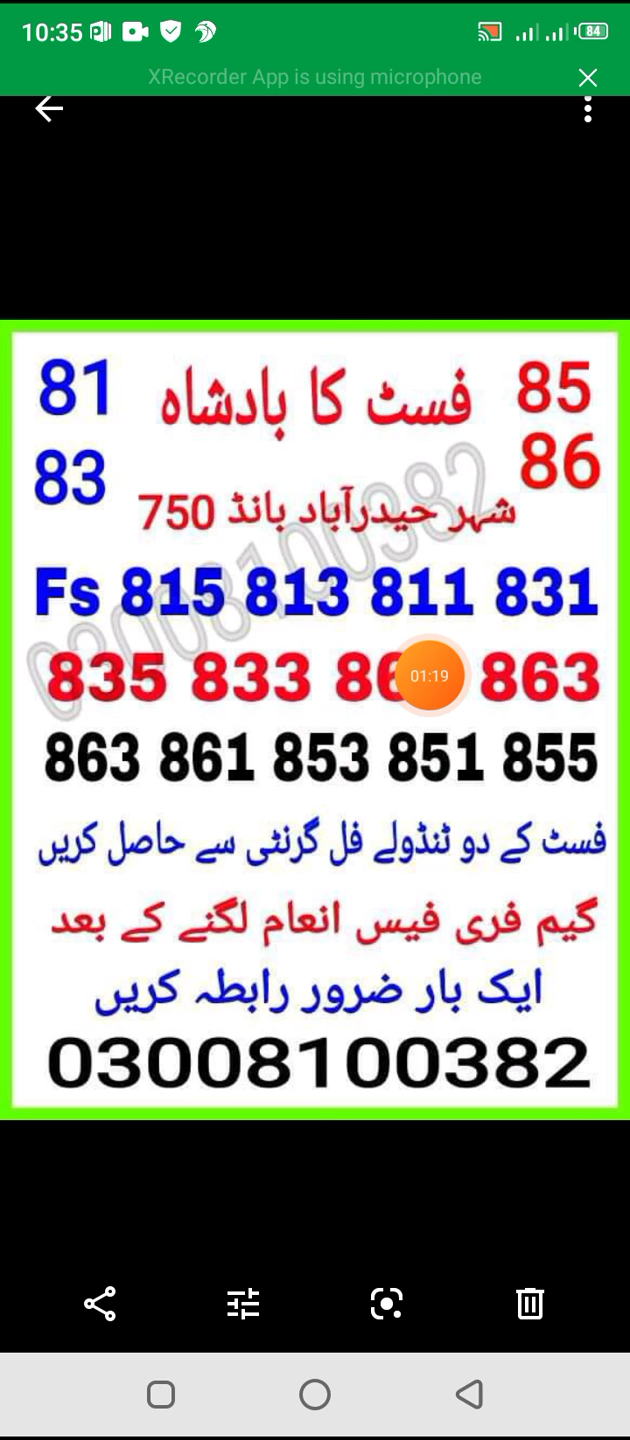 10:35 84
XRecorder App is using microphone
81 فسٹ کا بادشاہ 85
83 86
شہر حیدرآباد بانڈ 750
03008100382
Fs 815 813 811 831
835 833 863
01:19
863 861 853 851 855
فسٹ کے دو ٹنڈولے فل گرنٹی سے حاصل کریں
گیم فری فیس انعام لگنے کے بعد
ایک بار ضرور رابطہ کریں
03008100382